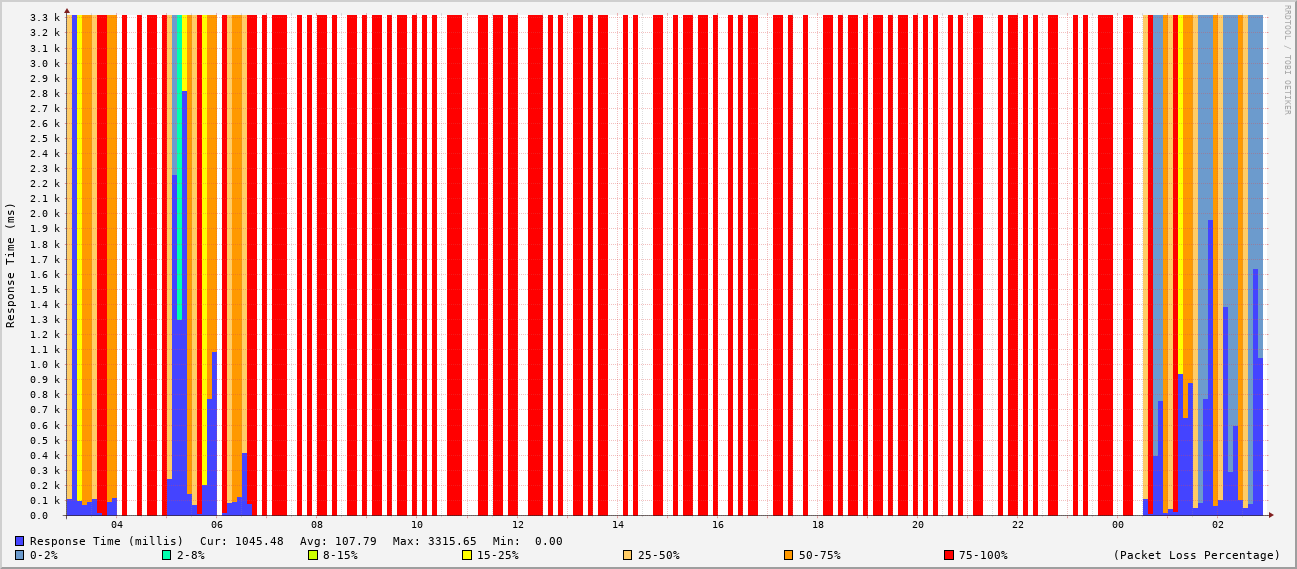 3.3 k
3.2 k
3.1 k
3.0 k
2.9 k
2.8 k
2.7 k
2.6 k
2.5 k
2.4 k
2.3 k
2.2 k
2.1 k
2.0 k
1.9 k
1.8 k
1.7 k
1.6 k
1.5 k
1.4 k
1.3 k
1.2 k
1.1 k
1.0 k
0.9 k
0.8 k
0.7 k
0.6 k
0.5 k
0.4 k
0.3 k
0.2 k
0.1 k
0.0
Response Time (ms)
RRDTOOL / TOBI OETIKER
04 06 08 10 12 14 16 18 20 22 00 02
Response Time (millis) Cur: 1045.48 Avg: 107.79 Max: 3315.65 Min: 0.00
0-2% 2-8% 8-15% 15-25% 25-50% 50-75% 75-100% (Packet Loss Percentage)